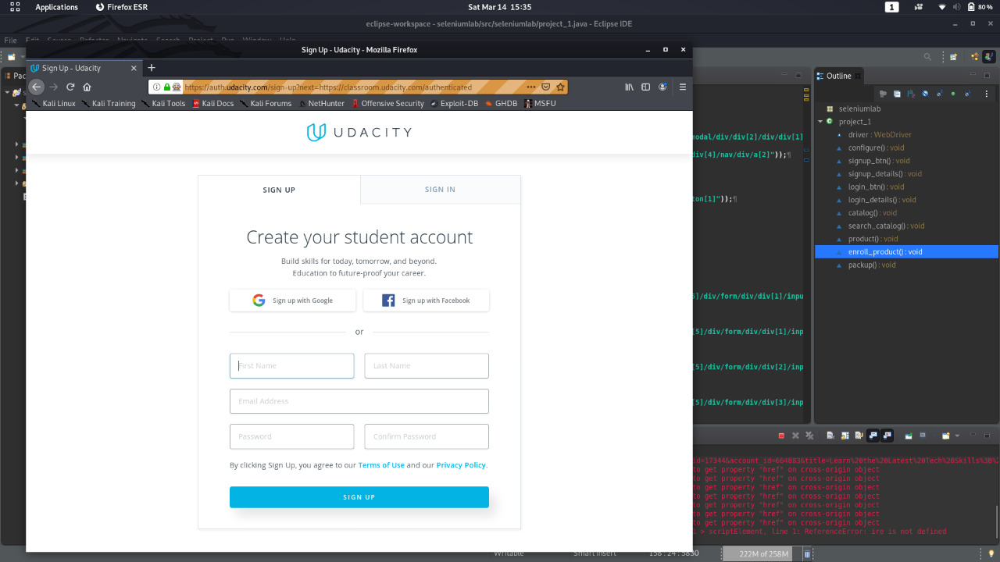 Applications
Firefox ESR
Sat Mar 14 15:35
1
80%
eclipse-workspace - seleniumlab/src/seleniumlab/project_1.java - Eclipse IDE
File Edit Source Refactor Navigate Search Project Run Window Help
Sign Up - Udacity - Mozilla Firefox
Sign Up - Udacity
https://auth.udacity.com/sign-up?next=https://classroom.udacity.com/authenticated
Kali Linux
Kali Training
Kali Tools
Kali Docs
Kali Forums
NetHunter
Offensive Security
Exploit-DB
GHDB
MSFU
UDACITY
SIGN UP
SIGN IN
Create your student account
Build skills for today, tomorrow, and beyond.
Education to future-proof your career.
Sign up with Google
Sign up with Facebook
or
First Name
Last Name
Email Address
Password
Confirm Password
By clicking Sign Up, you agree to our Terms of Use and our Privacy Policy.
SIGN UP
modal/div/div[2]/div/div[1]
div[4]/nav/div/a[2]"));¶
ton[1]"));¶
5]/div/form/div/div[1]/inpu
[5]/div/form/div/div[1]/inp
[5]/div/form/div/div[2]/inp
[5]/div/form/div/div[3]/inp
Outline
seleniumlab
project_1
driver : WebDriver
configure() : void
signup_btn() : void
signup_details() : void
login_btn() : void
login_details() : void
catalog() : void
search_catalog() : void
product() : void
enroll_product() : void
packup() : void
id=17344&account_id=664883&title=Learn%20the%20Latest%20Tech%20Skills%3B%
to get property "href" on cross-origin object
to get property "href" on cross-origin object
to get property "href" on cross-origin object
to get property "href" on cross-origin object
to get property "href" on cross-origin object
to get property "href" on cross-origin object
to get property "href" on cross-origin object
> scriptElement, line 1: ReferenceError: ire is not defined
Writable
Smart Insert
158 : 24 : 5830
222M of 258M